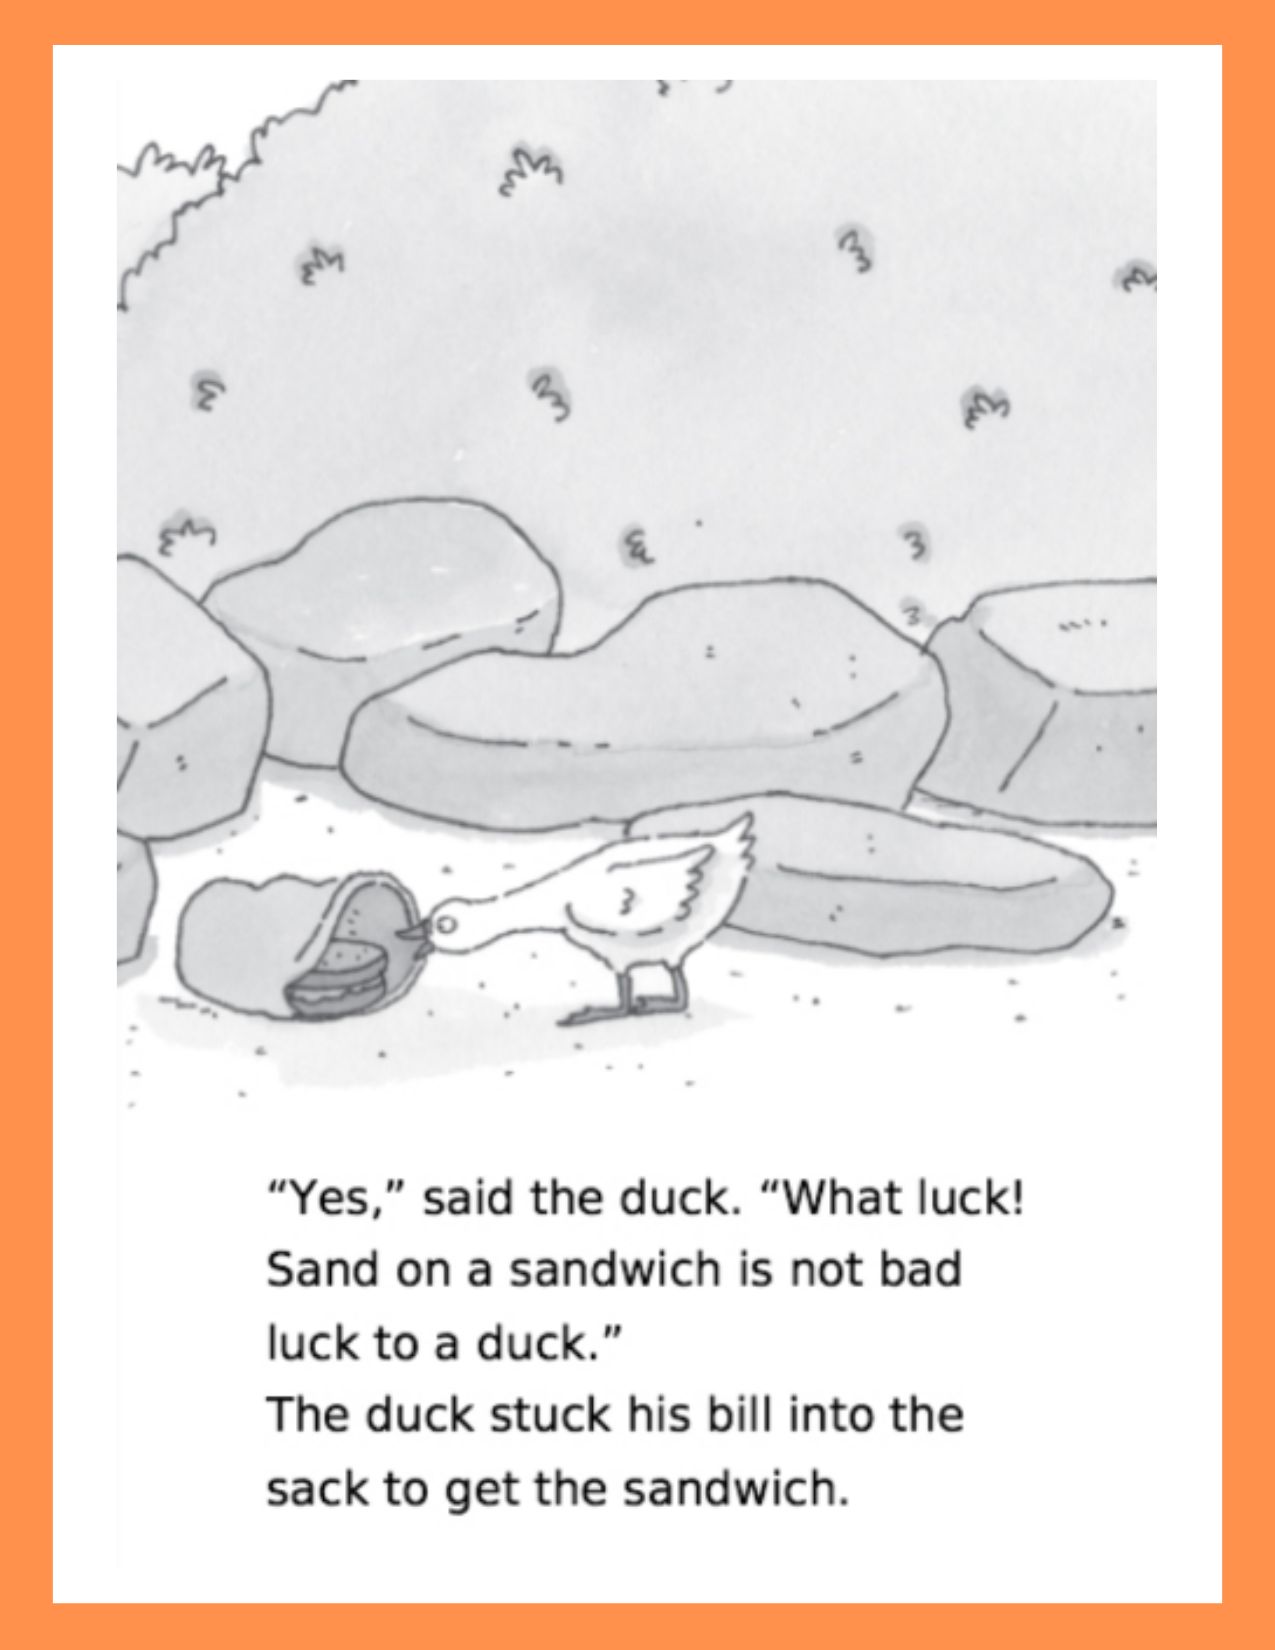 “Yes,” said the duck. “What luck!
Sand on a sandwich is not bad
luck to a duck.”
The duck stuck his bill into the
sack to get the sandwich.